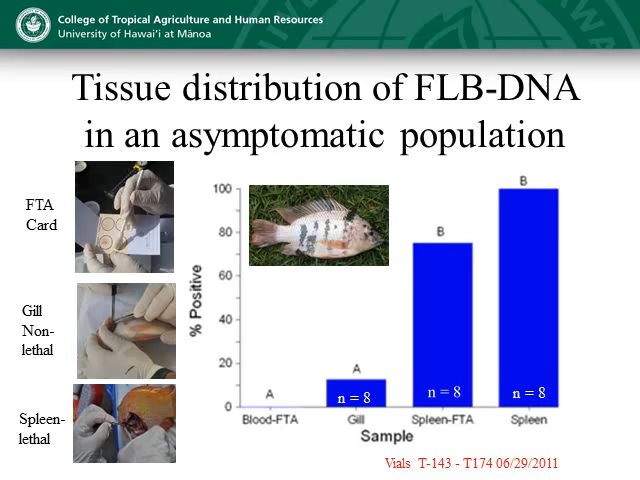 College of Tropical Agriculture and Human Resources
University of Hawai'i at Mānoa
Tissue distribution of FLB-DNA
in an asymptomatic population
FTA
Card
Gill
Non-
lethal
Spleen-
lethal
% Positive
100
80
60
40
20
0
A
A
B
B
n = 8
n = 8
n = 8
Blood-FTA
Gill
Spleen-FTA
Spleen
Sample
Vials T-143 - T174 06/29/2011